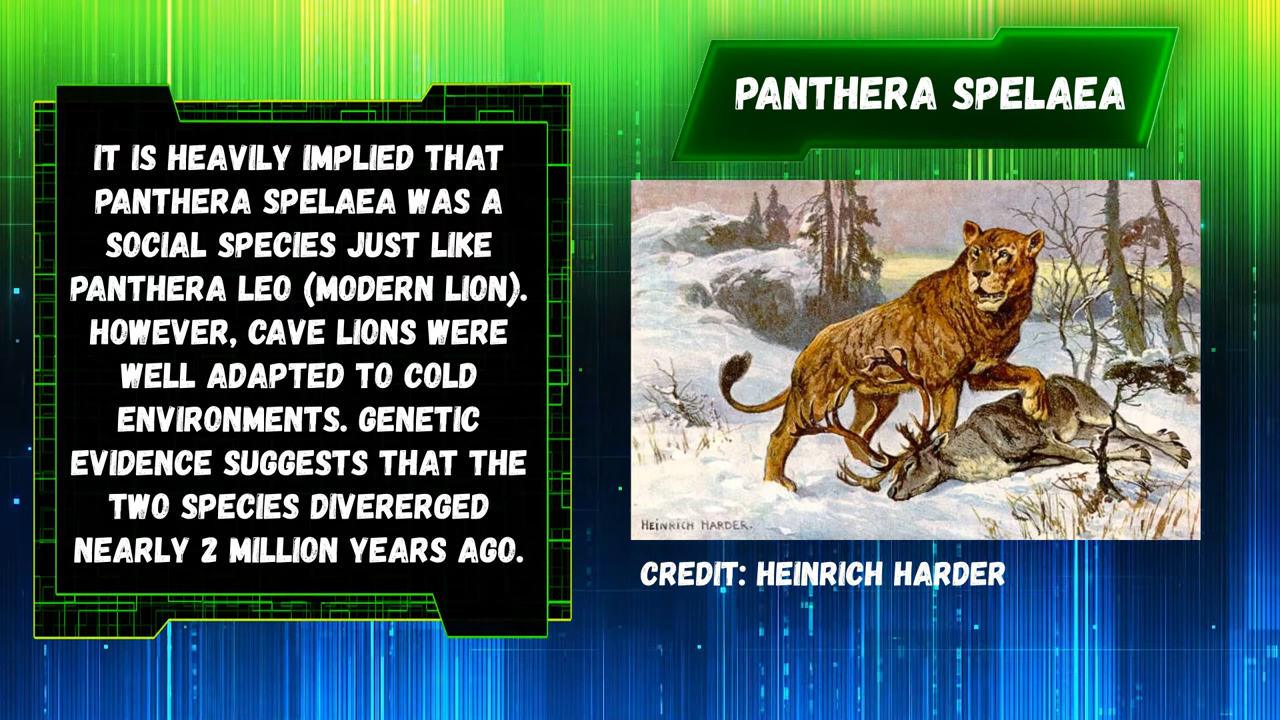 PANTHERA SPELAEA
IT IS HEAVILY IMPLIED THAT
PANTHERA SPELAEA WAS A
SOCIAL SPECIES JUST LIKE
PANTHERA LEO (MODERN LION).
HOWEVER, CAVE LIONS WERE
WELL ADAPTED TO COLD
ENVIRONMENTS. GENETIC
EVIDENCE SUGGESTS THAT THE
TWO SPECIES DIVERERGED
NEARLY 2 MILLION YEARS AGO.
HEINRICH HARDER.
CREDIT: HEINRICH HARDER